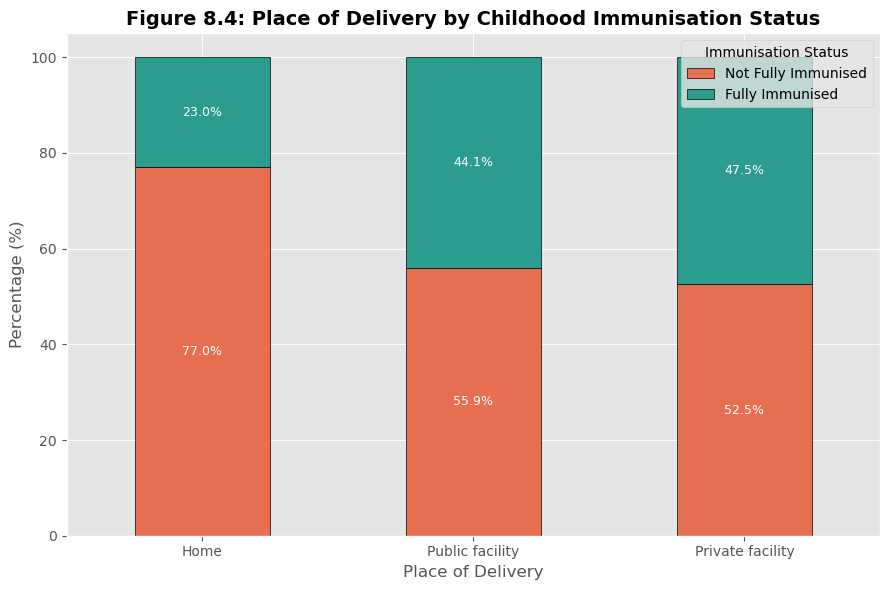 Figure 8.4: Place of Delivery by Childhood Immunisation Status
Immunisation Status
Not Fully Immunised
Fully Immunised
Percentage (%)
100
80
60
40
20
0
23.0%
77.0%
44.1%
55.9%
47.5%
52.5%
Home
Public facility
Private facility
Place of Delivery